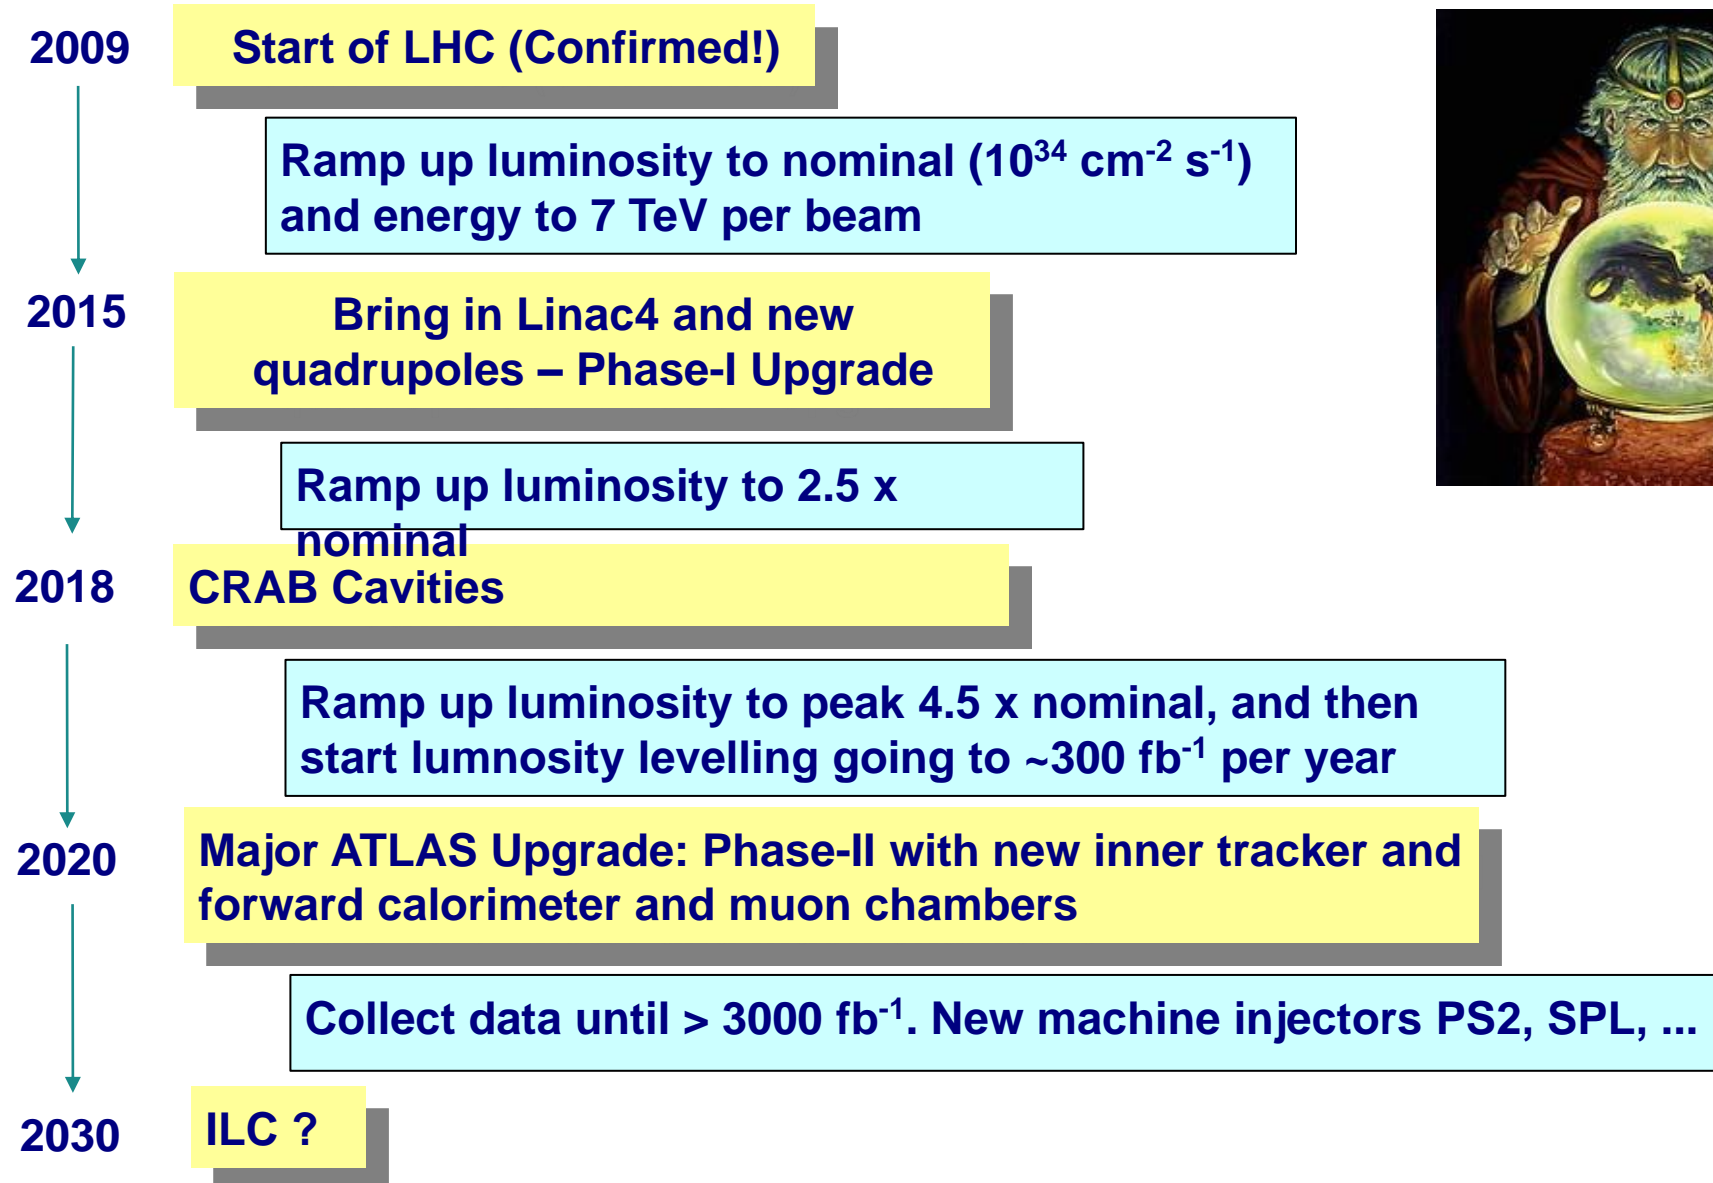 2009
Start of LHC (Confirmed!)
Ramp up luminosity to nominal (10³⁴ cm⁻² s⁻¹)
and energy to 7 TeV per beam
2015
Bring in Linac4 and new
quadrupoles – Phase-I Upgrade
Ramp up luminosity to 2.5 x
nominal
2018
CRAB Cavities
Ramp up luminosity to peak 4.5 x nominal, and then
start lumnosity levelling going to ~300 fb⁻¹ per year
2020
Major ATLAS Upgrade: Phase-II with new inner tracker and
forward calorimeter and muon chambers
Collect data until > 3000 fb⁻¹. New machine injectors PS2, SPL, ...
2030
ILC ?